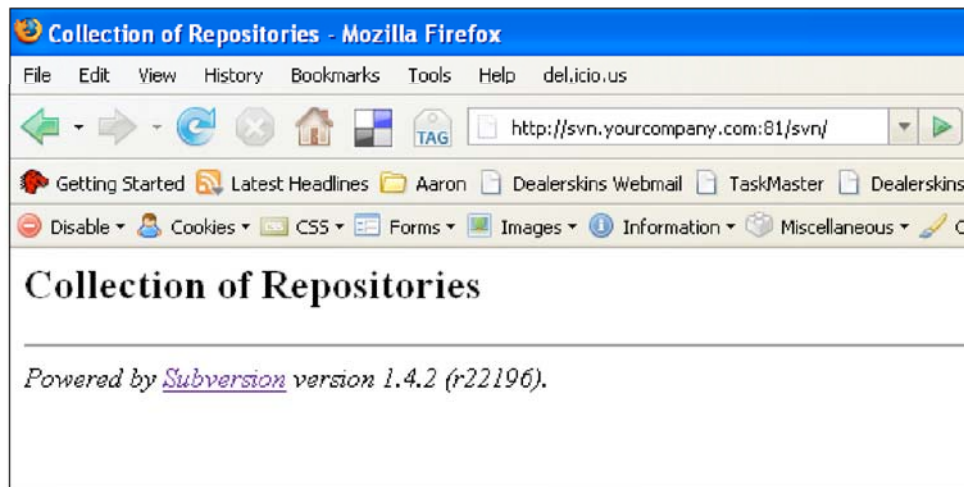 Collection of Repositories - Mozilla Firefox
File Edit View History Bookmarks Tools Help del.icio.us
TAG http://svn.yourcompany.com:81/svn/
Getting Started Latest Headlines Aaron Dealerskins Webmail TaskMaster Dealerskins
Disable Cookies CSS Forms Images Information Miscellaneous
Collection of Repositories
Powered by Subversion version 1.4.2 (r22196).